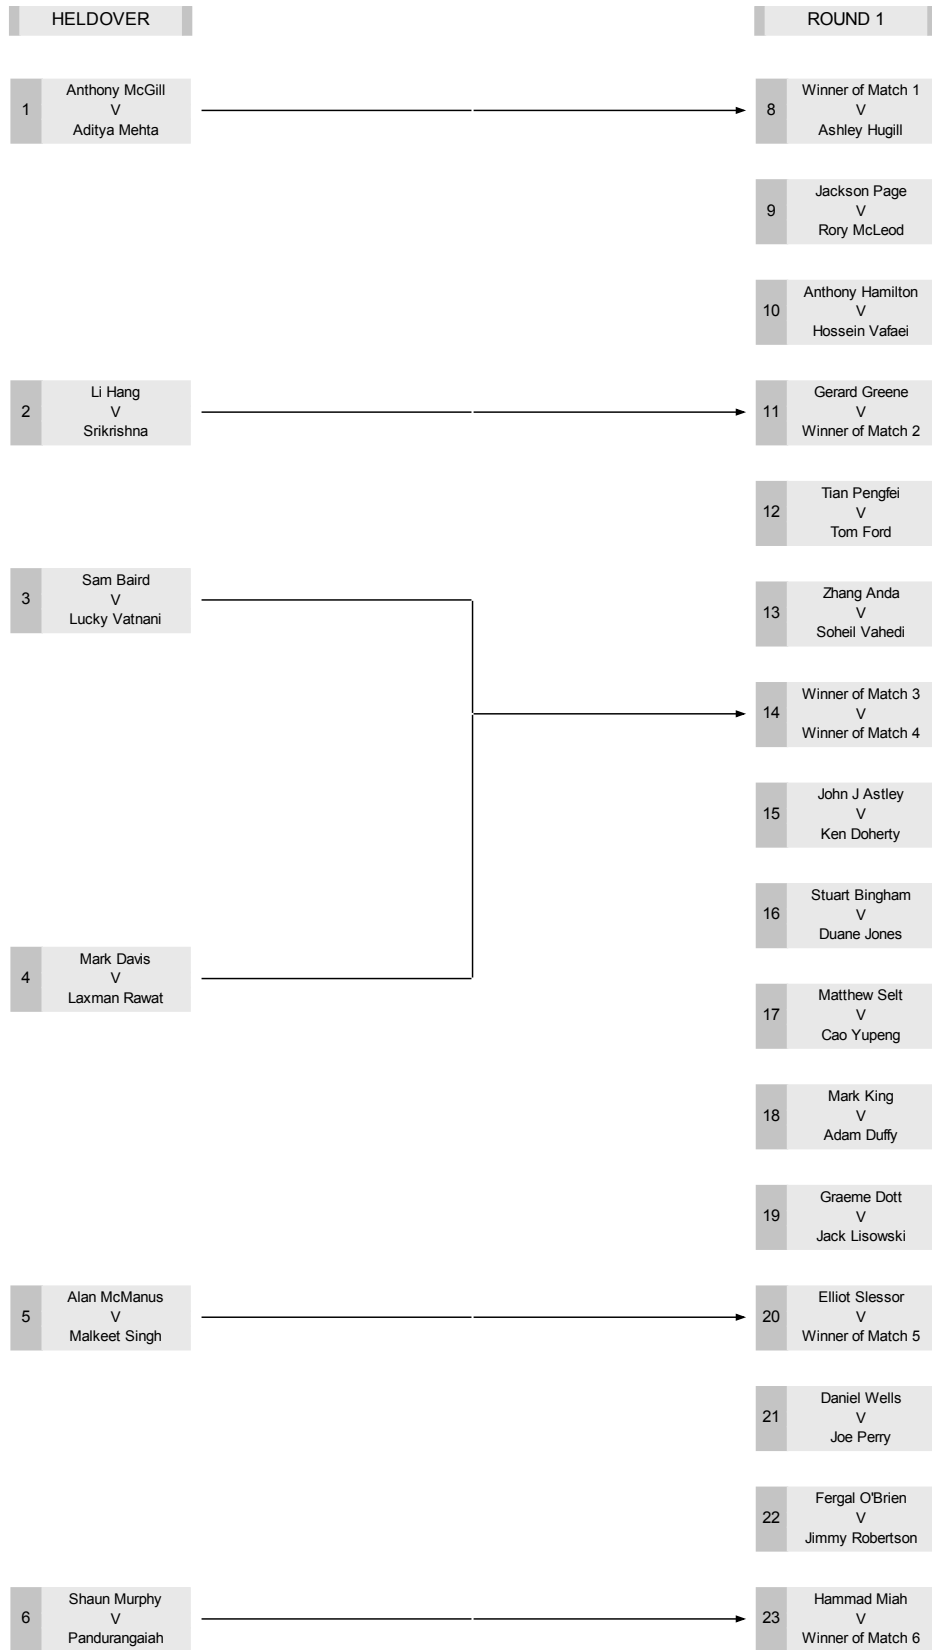 HELDOVER
ROUND 1
1
Anthony McGill
V
Aditya Mehta
8
Winner of Match 1
V
Ashley Hugill
9
Jackson Page
V
Rory McLeod
10
Anthony Hamilton
V
Hossein Vafaei
2
Li Hang
V
Srikrishna
11
Gerard Greene
V
Winner of Match 2
12
Tian Pengfei
V
Tom Ford
3
Sam Baird
V
Lucky Vatnani
13
Zhang Anda
V
Soheil Vahedi
14
Winner of Match 3
V
Winner of Match 4
15
John J Astley
V
Ken Doherty
16
Stuart Bingham
V
Duane Jones
4
Mark Davis
V
Laxman Rawat
17
Matthew Selt
V
Cao Yupeng
18
Mark King
V
Adam Duffy
19
Graeme Dott
V
Jack Lisowski
5
Alan McManus
V
Malkeet Singh
20
Elliot Slessor
V
Winner of Match 5
21
Daniel Wells
V
Joe Perry
22
Fergal O'Brien
V
Jimmy Robertson
6
Shaun Murphy
V
Pandurangaiah
23
Hammad Miah
V
Winner of Match 6